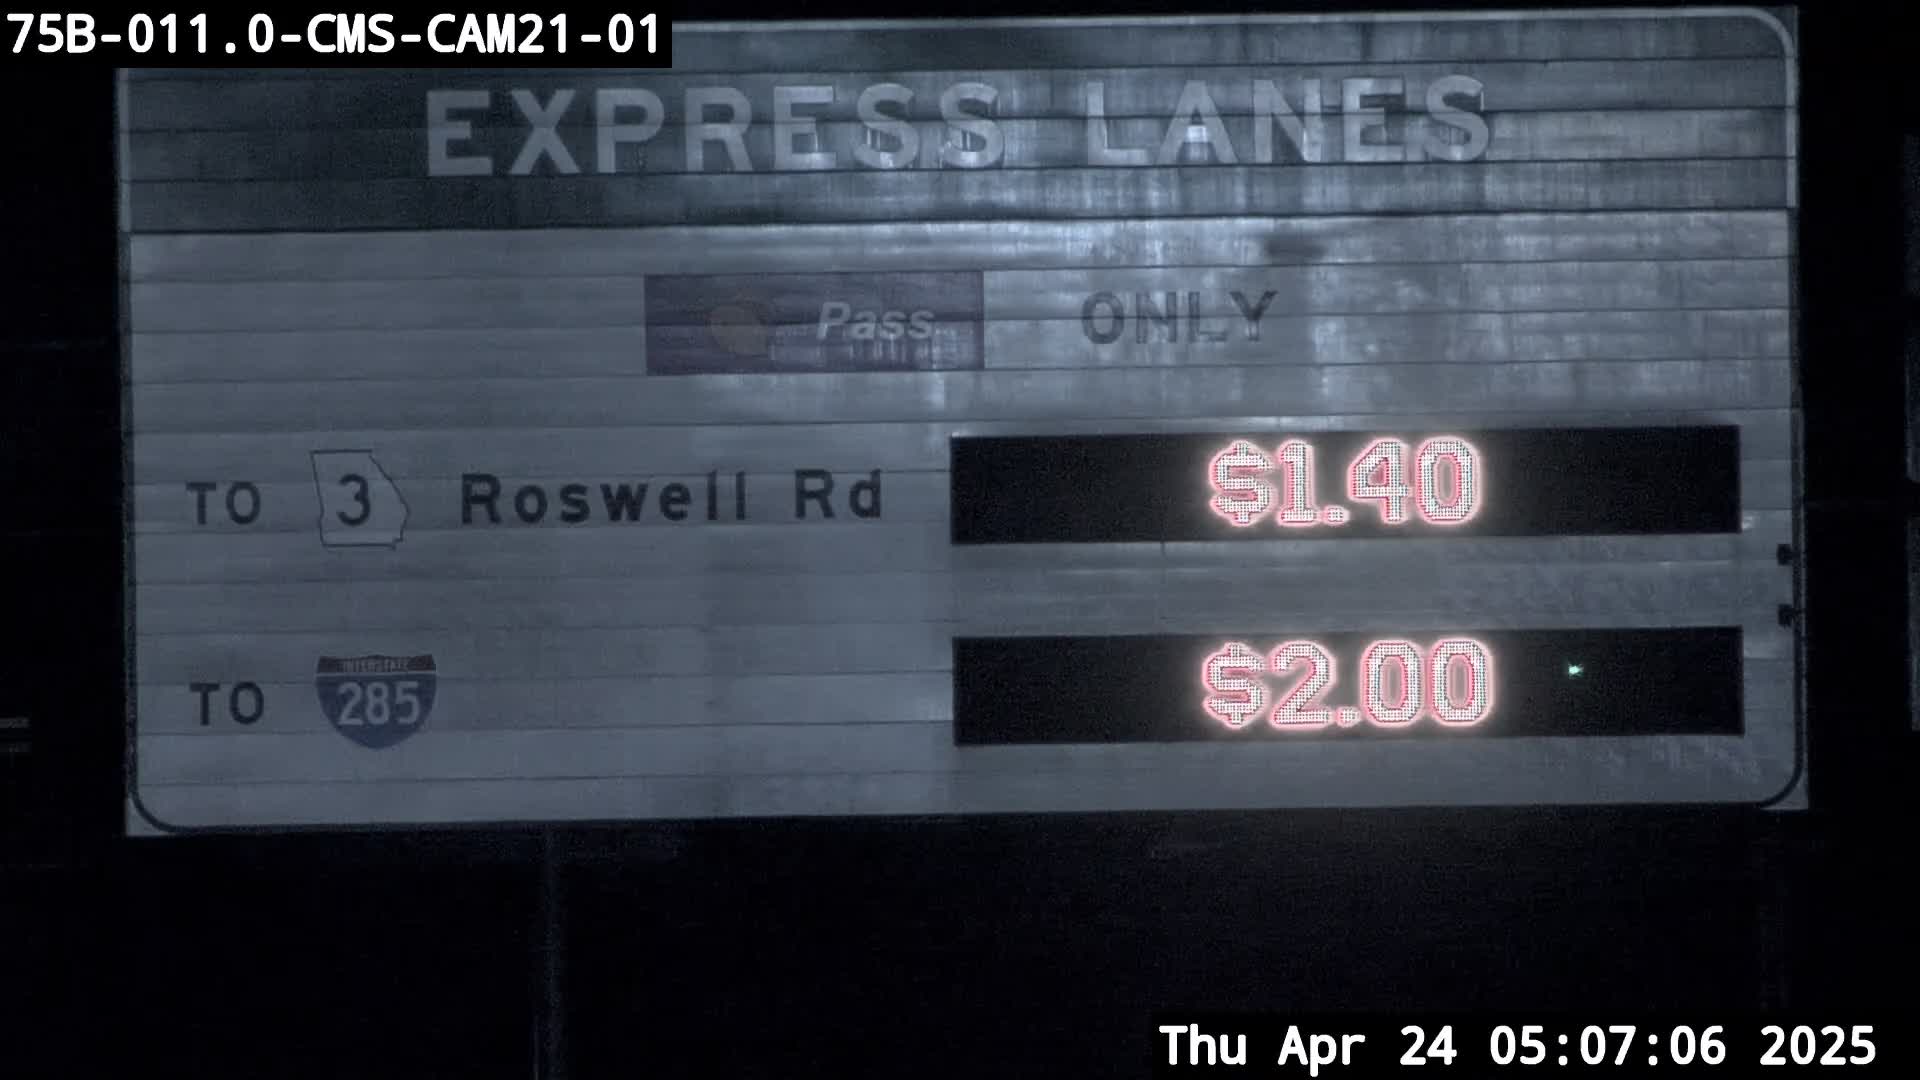 75B-011.0-CMS-CAM21-01
EXPRESS LANES
Pass ONLY
TO 3 Roswell Rd $1.40
TO INTERSTATE 285 $2.00
Thu Apr 24 05:07:06 2025